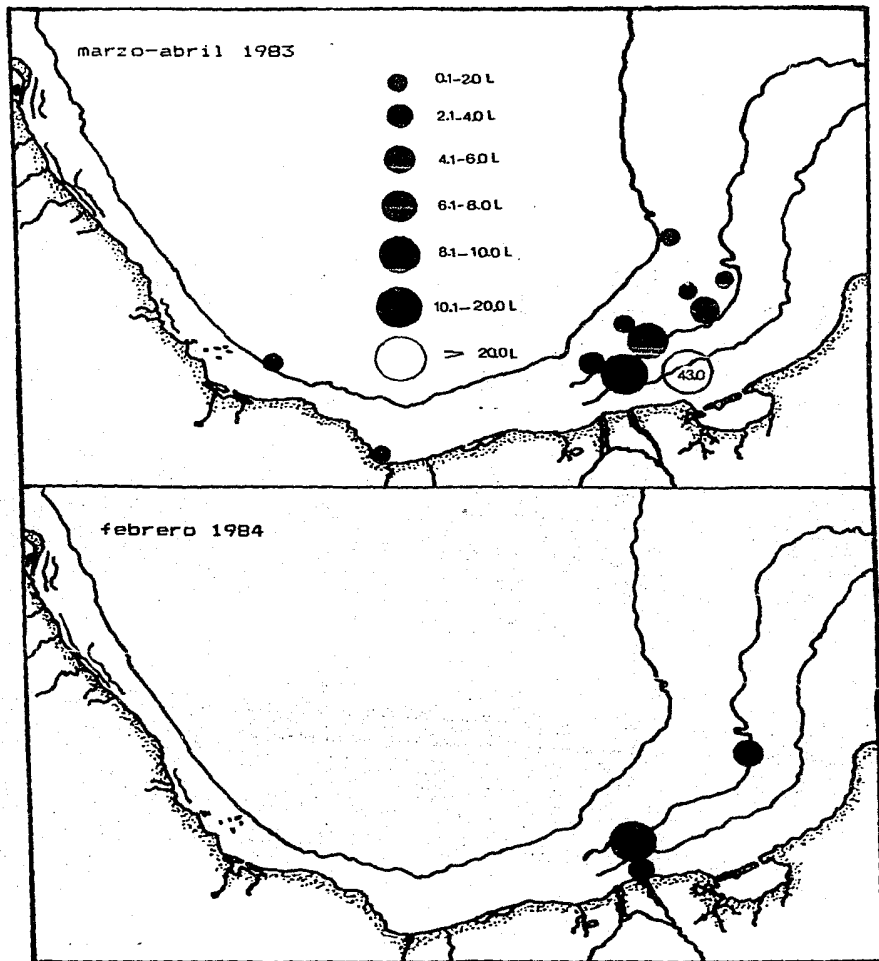 marzo-abril 1983
0.1-2.0 L
2.1-4.0 L
4.1-6.0 L
6.1-8.0 L
8.1-10.0 L
10.1-20.0 L
> 20.0 L
43.0
febrero 1984